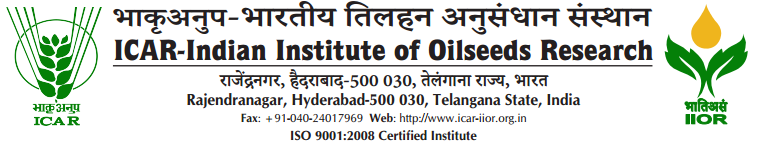 भाकृअनुप-भारतीय तिलहन अनुसंधान संस्थान
ICAR-Indian Institute of Oilseeds Research
राजेंद्रनगर, हैदराबाद-500 030, तेलंगाना राज्य, भारत
Rajendranagar, Hyderabad-500 030, Telangana State, India
Fax: +91-040-24017969 Web: http://www.icar-iior.org.in
ISO 9001:2008 Certified Institute
भाकृअनुप
ICAR
भातिअसं
IIOR